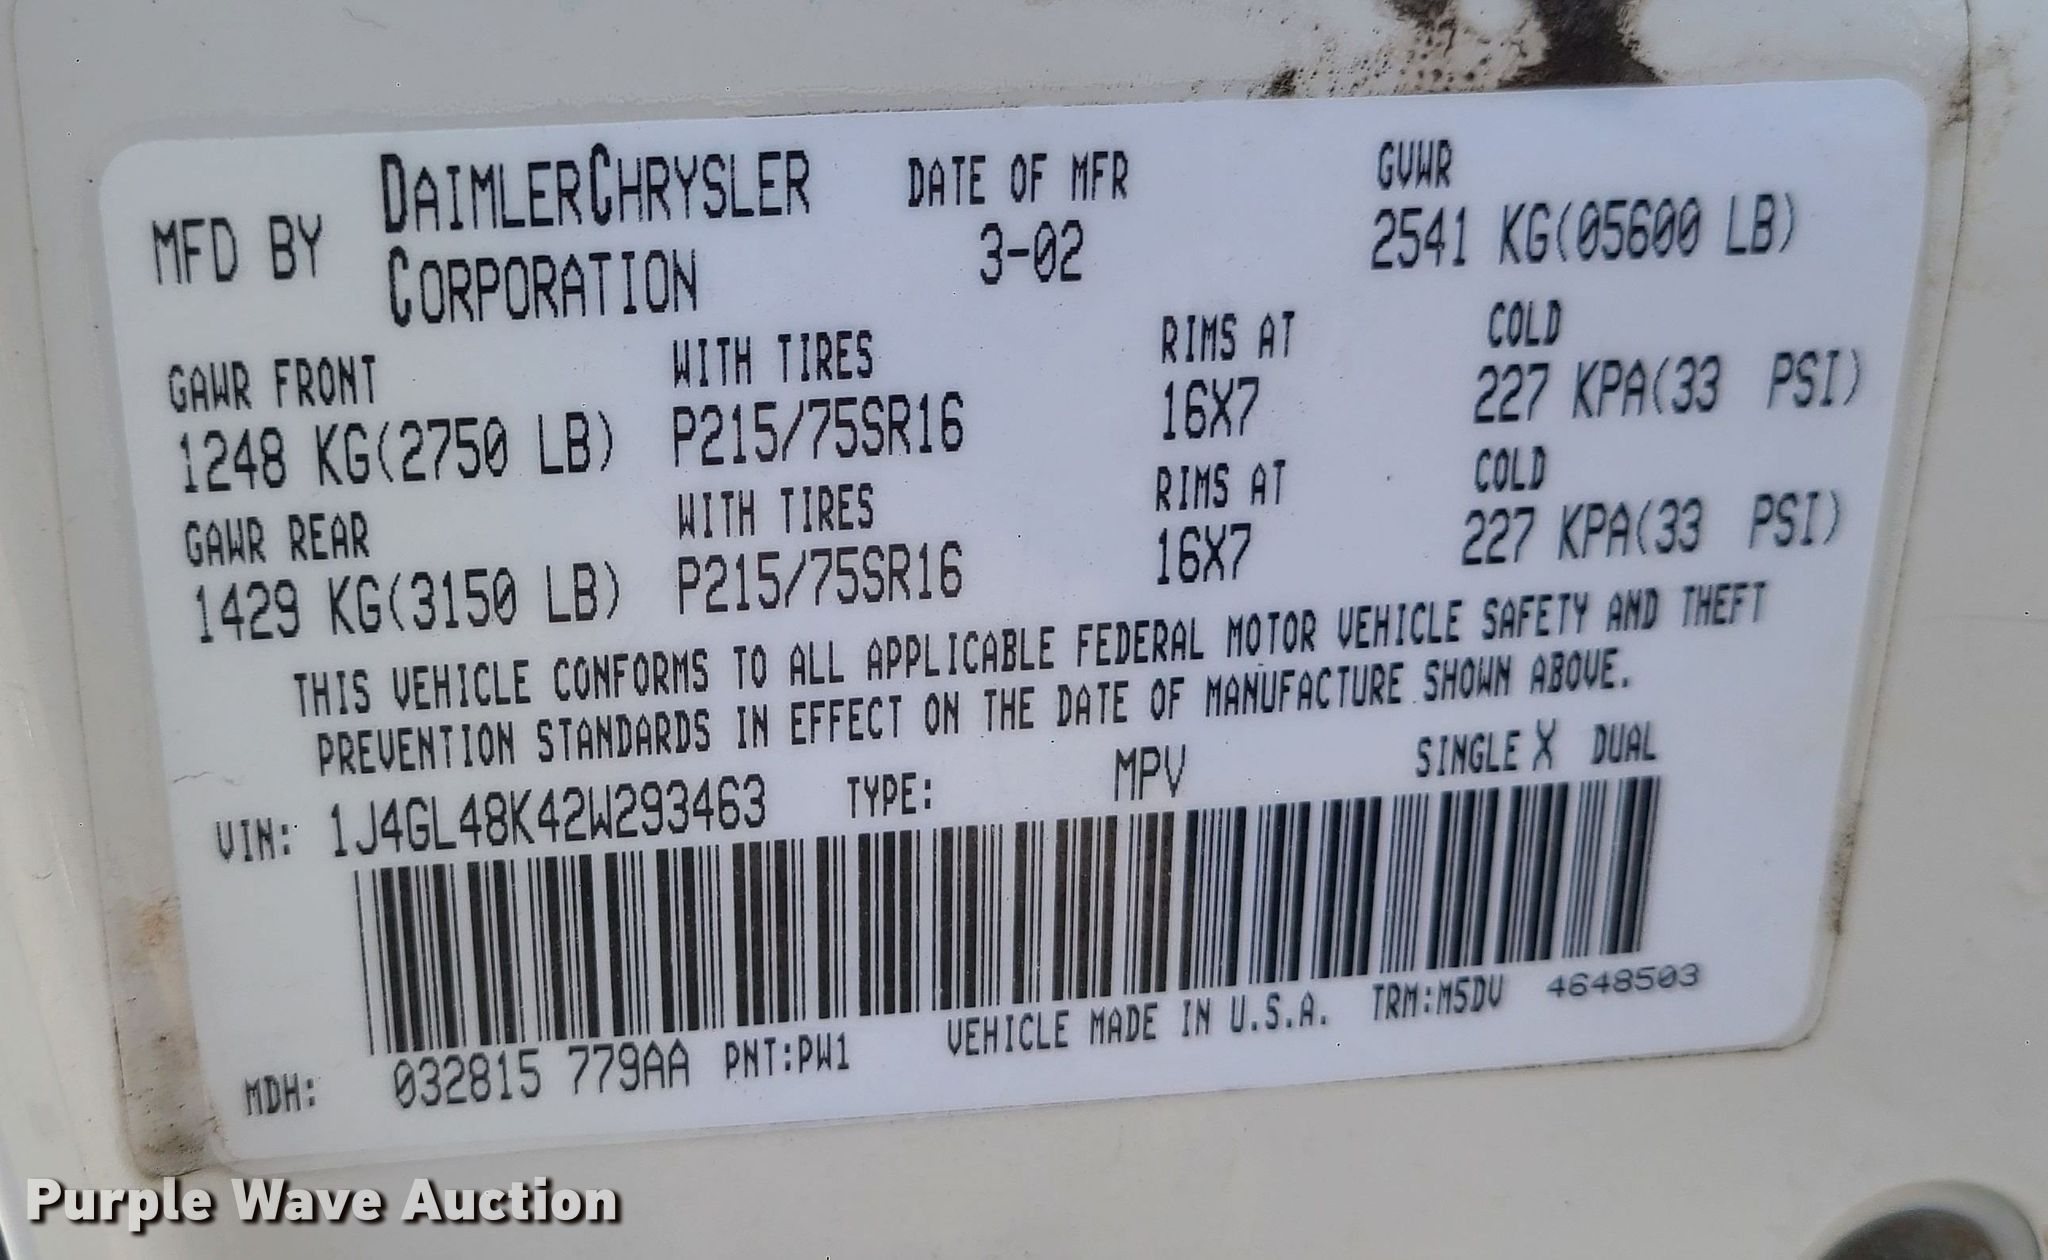 MFD BY DAIMLERCHRYSLER CORPORATION
DATE OF MFR
3-02
GVWR
2541 KG(05600 LB)
GAWR FRONT WITH TIRES RIMS AT COLD
1248 KG(2750 LB) P215/75SR16 16X7 227 KPA(33 PSI)
GAWR REAR WITH TIRES RIMS AT COLD
1429 KG(3150 LB) P215/75SR16 16X7 227 KPA(33 PSI)
THIS VEHICLE CONFORMS TO ALL APPLICABLE FEDERAL MOTOR VEHICLE SAFETY AND THEFT
PREVENTION STANDARDS IN EFFECT ON THE DATE OF MANUFACTURE SHOWN ABOVE.
VIN: 1J4GL48K42W293463 TYPE: MPV SINGLE X DUAL
MDH: 032815 779AA PNT:PW1 VEHICLE MADE IN U.S.A. TRM:M5DV 4648503
Purple Wave Auction